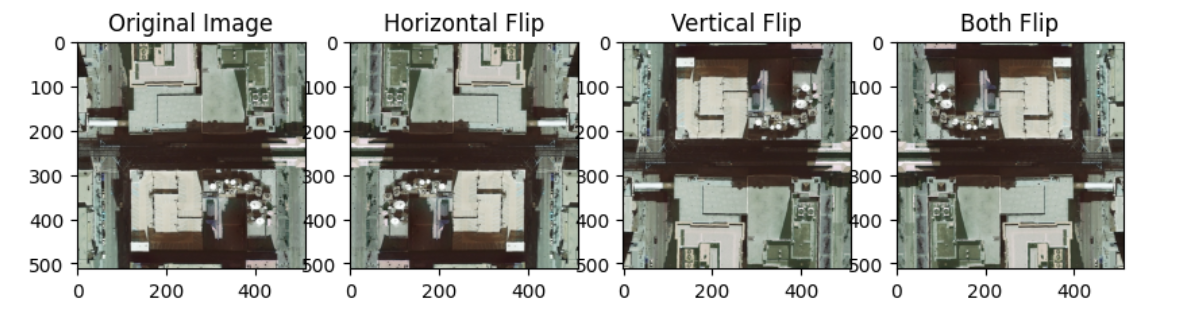 Original Image Horizontal Flip Vertical Flip Both Flip
0 0 0 0
100 100 100 100
200 200 200 200
300 300 300 300
400 400 400 400
500 500 500 500
0 200 400 0 200 400 0 200 400 0 200 400